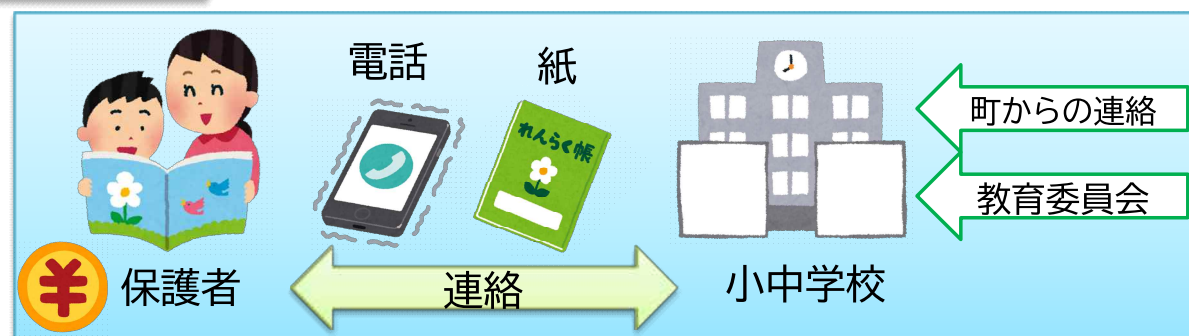 電話
紙
れんらく帳
町からの連絡
教育委員会
¥
保護者
連絡
小中学校